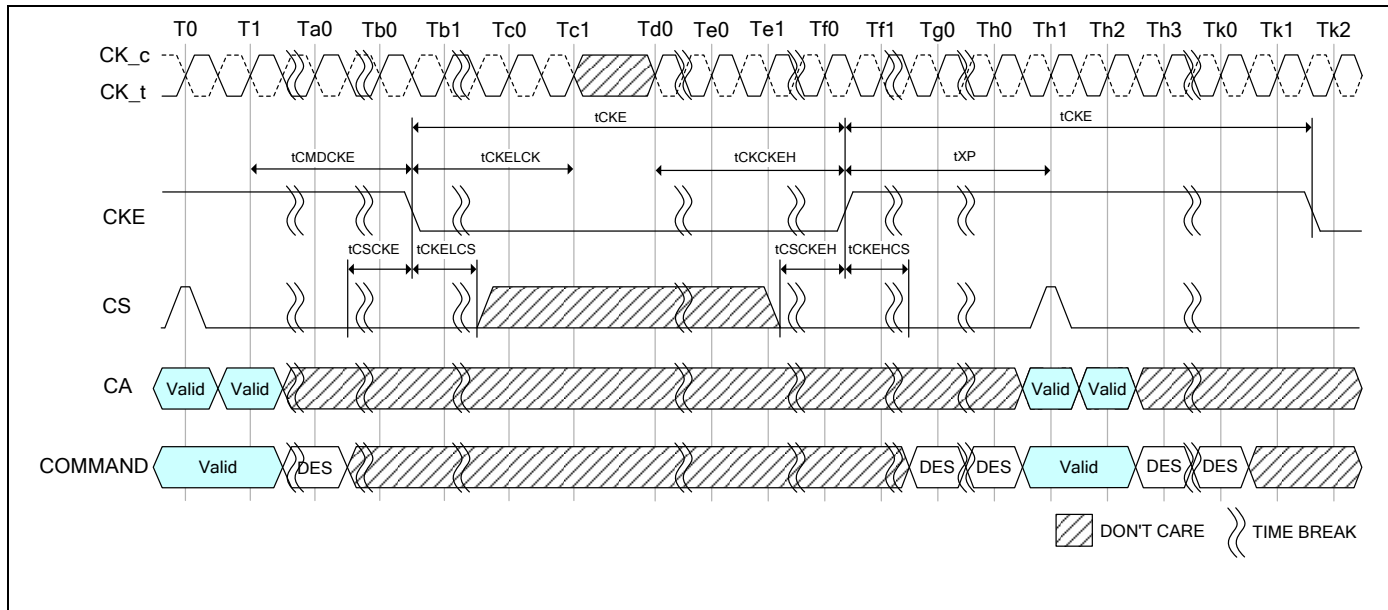 T0 T1 Ta0 Tb0 Tb1 Tc0 Tc1 Td0 Te0 Te1 Tf0 Tf1 Tg0 Th0 Th1 Th2 Th3 Tk0 Tk1 Tk2
CK_c
CK_t
tCKE tCKE
tCMDCKE tCKELCK tCKCKEH tXP
CKE
tCSCKE tCKELCS tCSCKEH tCKEHCS
CS
CA Valid Valid Valid Valid
COMMAND Valid DES DES DES Valid DES DES
DON'T CARE TIME BREAK